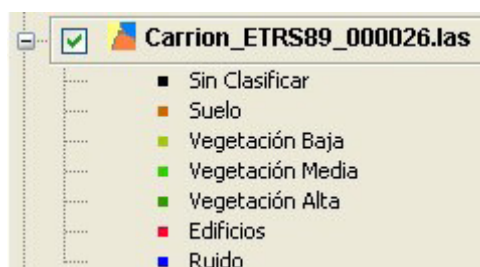 Carrion_ETRS89_000026.las
Sin Clasificar
Suelo
Vegetación Baja
Vegetación Media
Vegetación Alta
Edificios
Ruido